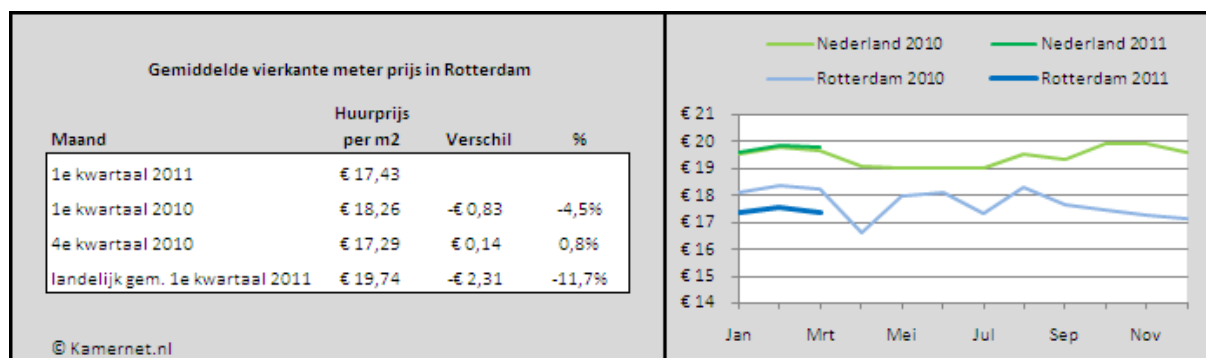 Gemiddelde vierkante meter prijs in Rotterdam
Huurprijs
Maand per m2 Verschil %
1e kwartaal 2011 € 17,43
1e kwartaal 2010 € 18,26 -€ 0,83 -4,5%
4e kwartaal 2010 € 17,29 € 0,14 0,8%
landelijk gem. 1e kwartaal 2011 € 19,74 -€ 2,31 -11,7%
© Kamernet.nl
Nederland 2010 Nederland 2011
Rotterdam 2010 Rotterdam 2011
€ 21
€ 20
€ 19
€ 18
€ 17
€ 16
€ 15
€ 14
Jan Mrt Mei Jul Sep Nov